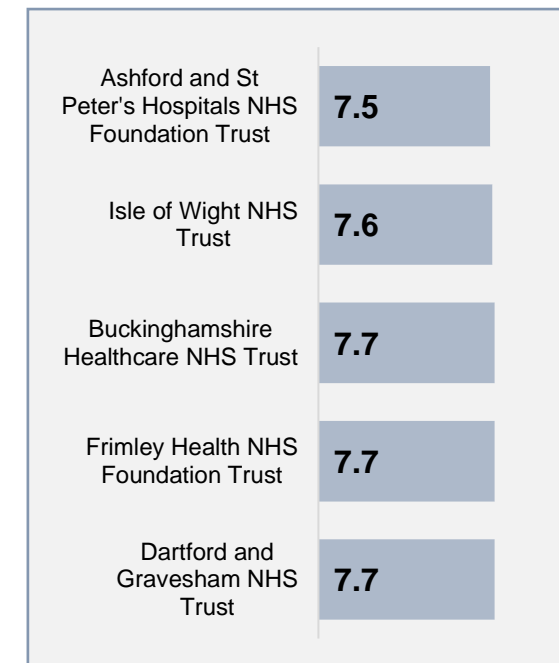 Ashford and St
Peter's Hospitals NHS
Foundation Trust
7.5
Isle of Wight NHS
Trust
7.6
Buckinghamshire
Healthcare NHS Trust
7.7
Frimley Health NHS
Foundation Trust
7.7
Dartford and
Gravesham NHS
Trust
7.7